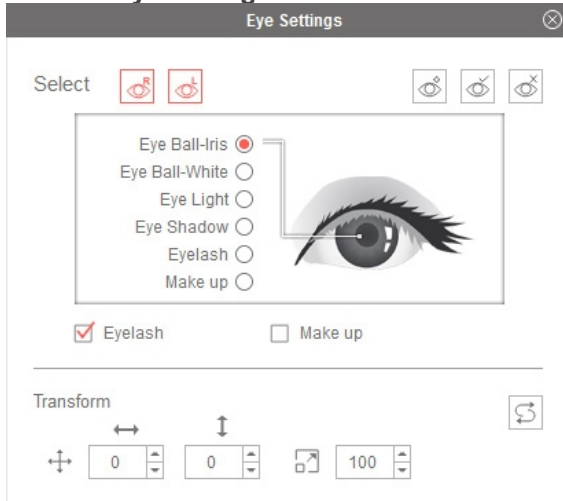 Eye Settings
Select R L
Eye Ball-Iris
Eye Ball-White
Eye Light
Eye Shadow
Eyelash
Make up
Eyelash Make up
Transform
0 0 100